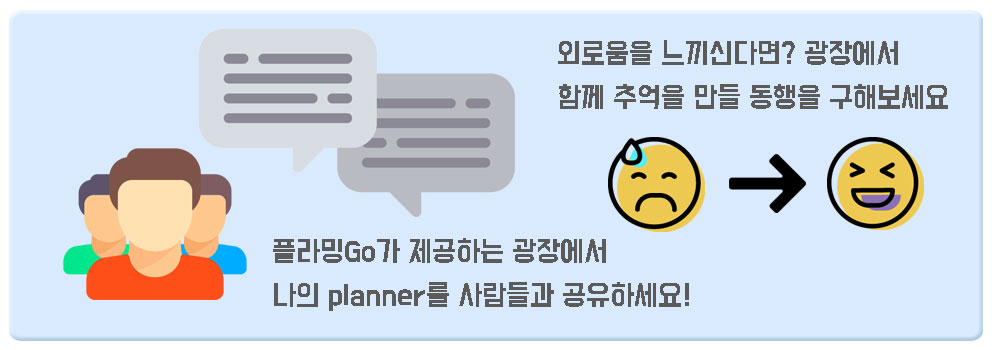 외로움을 느끼신다면? 광장에서
함께 추억을 만들 동행을 구해보세요
플라밍Go가 제공하는 광장에서
나의 planner를 사람들과 공유하세요!